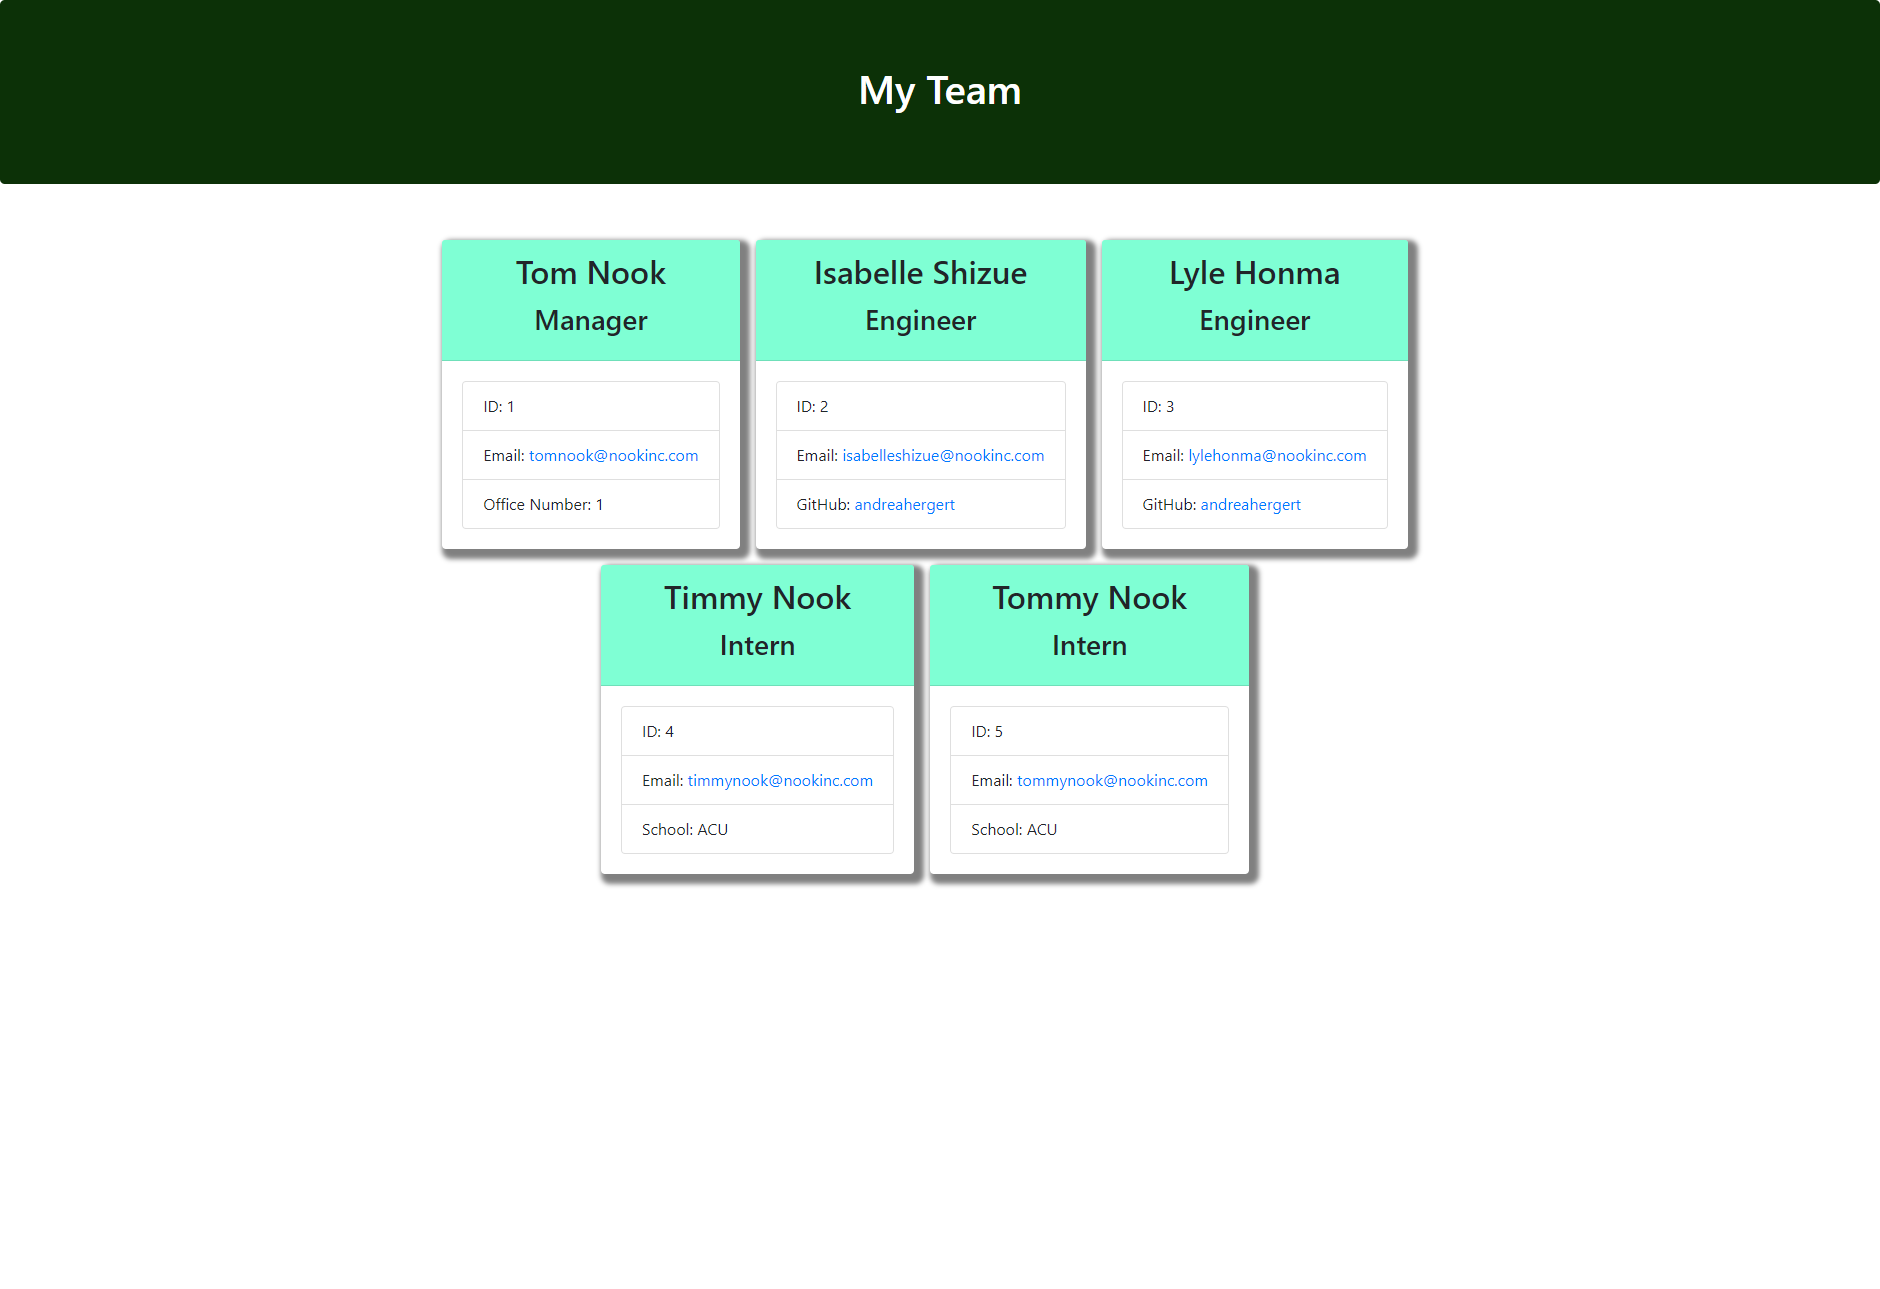 My Team
Tom Nook
Manager
ID: 1
Email: tomnook@nookinc.com
Office Number: 1
Isabelle Shizue
Engineer
ID: 2
Email: isabelleshizue@nookinc.com
GitHub: andreahergert
Lyle Honma
Engineer
ID: 3
Email: lylehonma@nookinc.com
GitHub: andreahergert
Timmy Nook
Intern
ID: 4
Email: timmynook@nookinc.com
School: ACU
Tommy Nook
Intern
ID: 5
Email: tommynook@nookinc.com
School: ACU